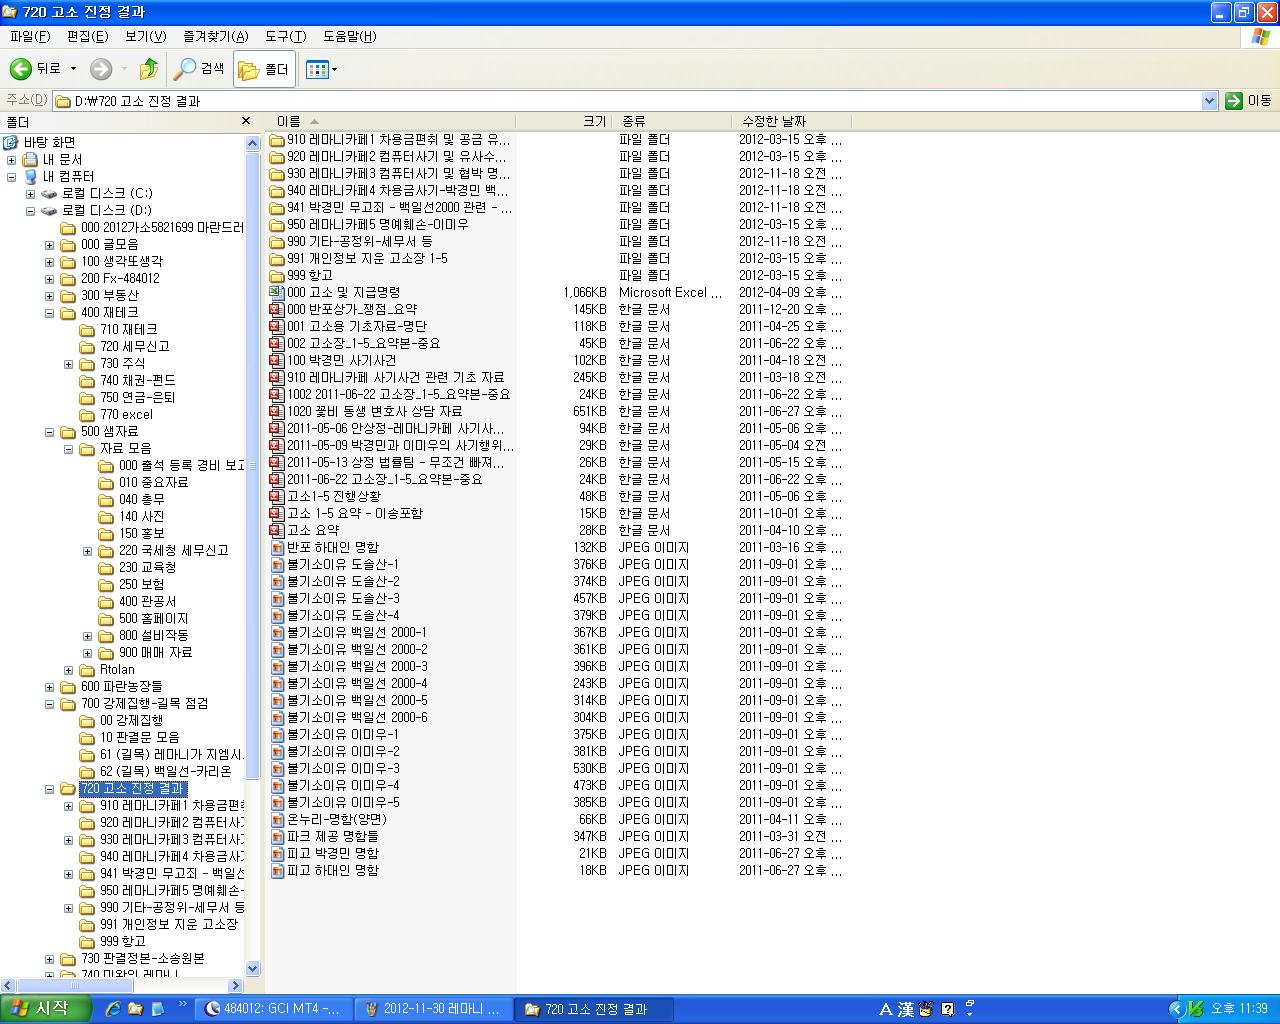 720 고소 진정 결과
파일(F) 편집(E) 보기(V) 즐겨찾기(A) 도구(T) 도움말(H)
뒤로 검색 폴더
주소(D) D:\720 고소 진정 결과 이동
폴더
바탕 화면
내 문서
내 컴퓨터
로컬 디스크 (C:)
로컬 디스크 (D:)
000 2012가소5821699 마란드러
000 글모음
100 생각또생각
200 Fx-484012
300 부동산
400 재테크
710 재테크
720 세무신고
730 주식
740 채권-펀드
750 연금-은퇴
770 excel
500 샘자료
자료 모음
000 출석 등록 경비 보고
010 중요자료
040 총무
140 사진
150 홍보
220 국세청 세무신고
230 교육청
250 보험
400 관공서
500 홈페이지
800 설비작동
900 매매 자료
Rtolan
600 파란농장들
700 강제집행-길목 점검
00 강제집행
10 판결문 모음
61 (길목) 레마니가 지엠시.
62 (길목) 백일선-카리온
720 고소 진정 결과
910 레마니카페1 차용금편취
920 레마니카페2 컴퓨터사기
930 레마니카페3 컴퓨터사기
940 레마니카페4 차용금사기
941 박경민 무고죄 - 백일선
950 레마니카페5 명예훼손-
990 기타-공정위-세무서 등
991 개인정보 지운 고소장
999 항고
730 판결정본-소송원본
이름 크기 종류 수정한 날짜
910 레마니카페1 차용금편취 및 공금 유... 파일 폴더 2012-03-15 오후 ...
920 레마니카페2 컴퓨터사기 및 유사수... 파일 폴더 2012-03-15 오후 ...
930 레마니카페3 컴퓨터사기 및 협박 명... 파일 폴더 2012-11-18 오전 ...
940 레마니카페4 차용금사기-박경민 백... 파일 폴더 2012-11-18 오전 ...
941 박경민 무고죄 - 백일선2000 관련 - ... 파일 폴더 2012-11-18 오전 ...
950 레마니카페5 명예훼손-이미우 파일 폴더 2012-03-15 오후 ...
990 기타-공정위-세무서 등 파일 폴더 2012-11-18 오전 ...
991 개인정보 지운 고소장 1-5 파일 폴더 2012-03-15 오후 ...
999 항고 파일 폴더 2012-03-15 오후 ...
000 고소 및 지급명령 1,066KB Microsoft Excel ... 2012-04-09 오후 ...
000 반포상가_쟁점_요약 145KB 한글 문서 2011-12-20 오후 ...
001 고소용 기초자료-명단 118KB 한글 문서 2011-04-25 오후 ...
002 고소장_1-5_요약본-중요 45KB 한글 문서 2011-06-22 오후 ...
100 박경민 사기사건 102KB 한글 문서 2011-04-18 오전 ...
910 레마니카페 사기사건 관련 기초 자료 245KB 한글 문서 2011-03-18 오전 ...
1002 2011-06-22 고소장_1-5_요약본-중요 24KB 한글 문서 2011-06-22 오후 ...
1020 꽃비 동생 변호사 상담 자료 651KB 한글 문서 2011-06-27 오후 ...
2011-05-06 안상정-레마니카페 사기사... 94KB 한글 문서 2011-05-06 오후 ...
2011-05-09 박경민과 이미우의 사기행위... 29KB 한글 문서 2011-05-04 오전 ...
2011-05-13 상정 법률팀 - 무조건 빠져... 26KB 한글 문서 2011-05-15 오후 ...
2011-06-22 고소장_1-5_요약본-중요 24KB 한글 문서 2011-06-22 오후 ...
고소1-5 진행상황 48KB 한글 문서 2011-05-06 오후 ...
고소 1-5 요약 - 이송포함 15KB 한글 문서 2011-10-01 오후 ...
고소 요약 28KB 한글 문서 2011-04-10 오후 ...
반포 하대인 명함 132KB JPEG 이미지 2011-03-16 오후 ...
불기소이유 도솔산-1 376KB JPEG 이미지 2011-09-01 오후 ...
불기소이유 도솔산-2 374KB JPEG 이미지 2011-09-01 오후 ...
불기소이유 도솔산-3 457KB JPEG 이미지 2011-09-01 오후 ...
불기소이유 도솔산-4 379KB JPEG 이미지 2011-09-01 오후 ...
불기소이유 백일선 2000-1 367KB JPEG 이미지 2011-09-01 오후 ...
불기소이유 백일선 2000-2 361KB JPEG 이미지 2011-09-01 오후 ...
불기소이유 백일선 2000-3 396KB JPEG 이미지 2011-09-01 오후 ...
불기소이유 백일선 2000-4 243KB JPEG 이미지 2011-09-01 오후 ...
불기소이유 백일선 2000-5 314KB JPEG 이미지 2011-09-01 오후 ...
불기소이유 백일선 2000-6 304KB JPEG 이미지 2011-09-01 오후 ...
불기소이유 이미우-1 375KB JPEG 이미지 2011-09-01 오후 ...
불기소이유 이미우-2 381KB JPEG 이미지 2011-09-01 오후 ...
불기소이유 이미우-3 530KB JPEG 이미지 2011-09-01 오후 ...
불기소이유 이미우-4 473KB JPEG 이미지 2011-09-01 오후 ...
불기소이유 이미우-5 385KB JPEG 이미지 2011-09-01 오후 ...
온누리-명함(양면) 66KB JPEG 이미지 2011-04-11 오후 ...
파크 제공 명함들 347KB JPEG 이미지 2011-03-31 오전 ...
피고 박경민 명함 21KB JPEG 이미지 2011-06-27 오후 ...
피고 하대인 명함 18KB JPEG 이미지 2011-06-27 오후 ...
시작 484012: GCI MT4 -... 2012-11-30 레마니 ... 720 고소 진정 결과 A 漢 오후 11:39